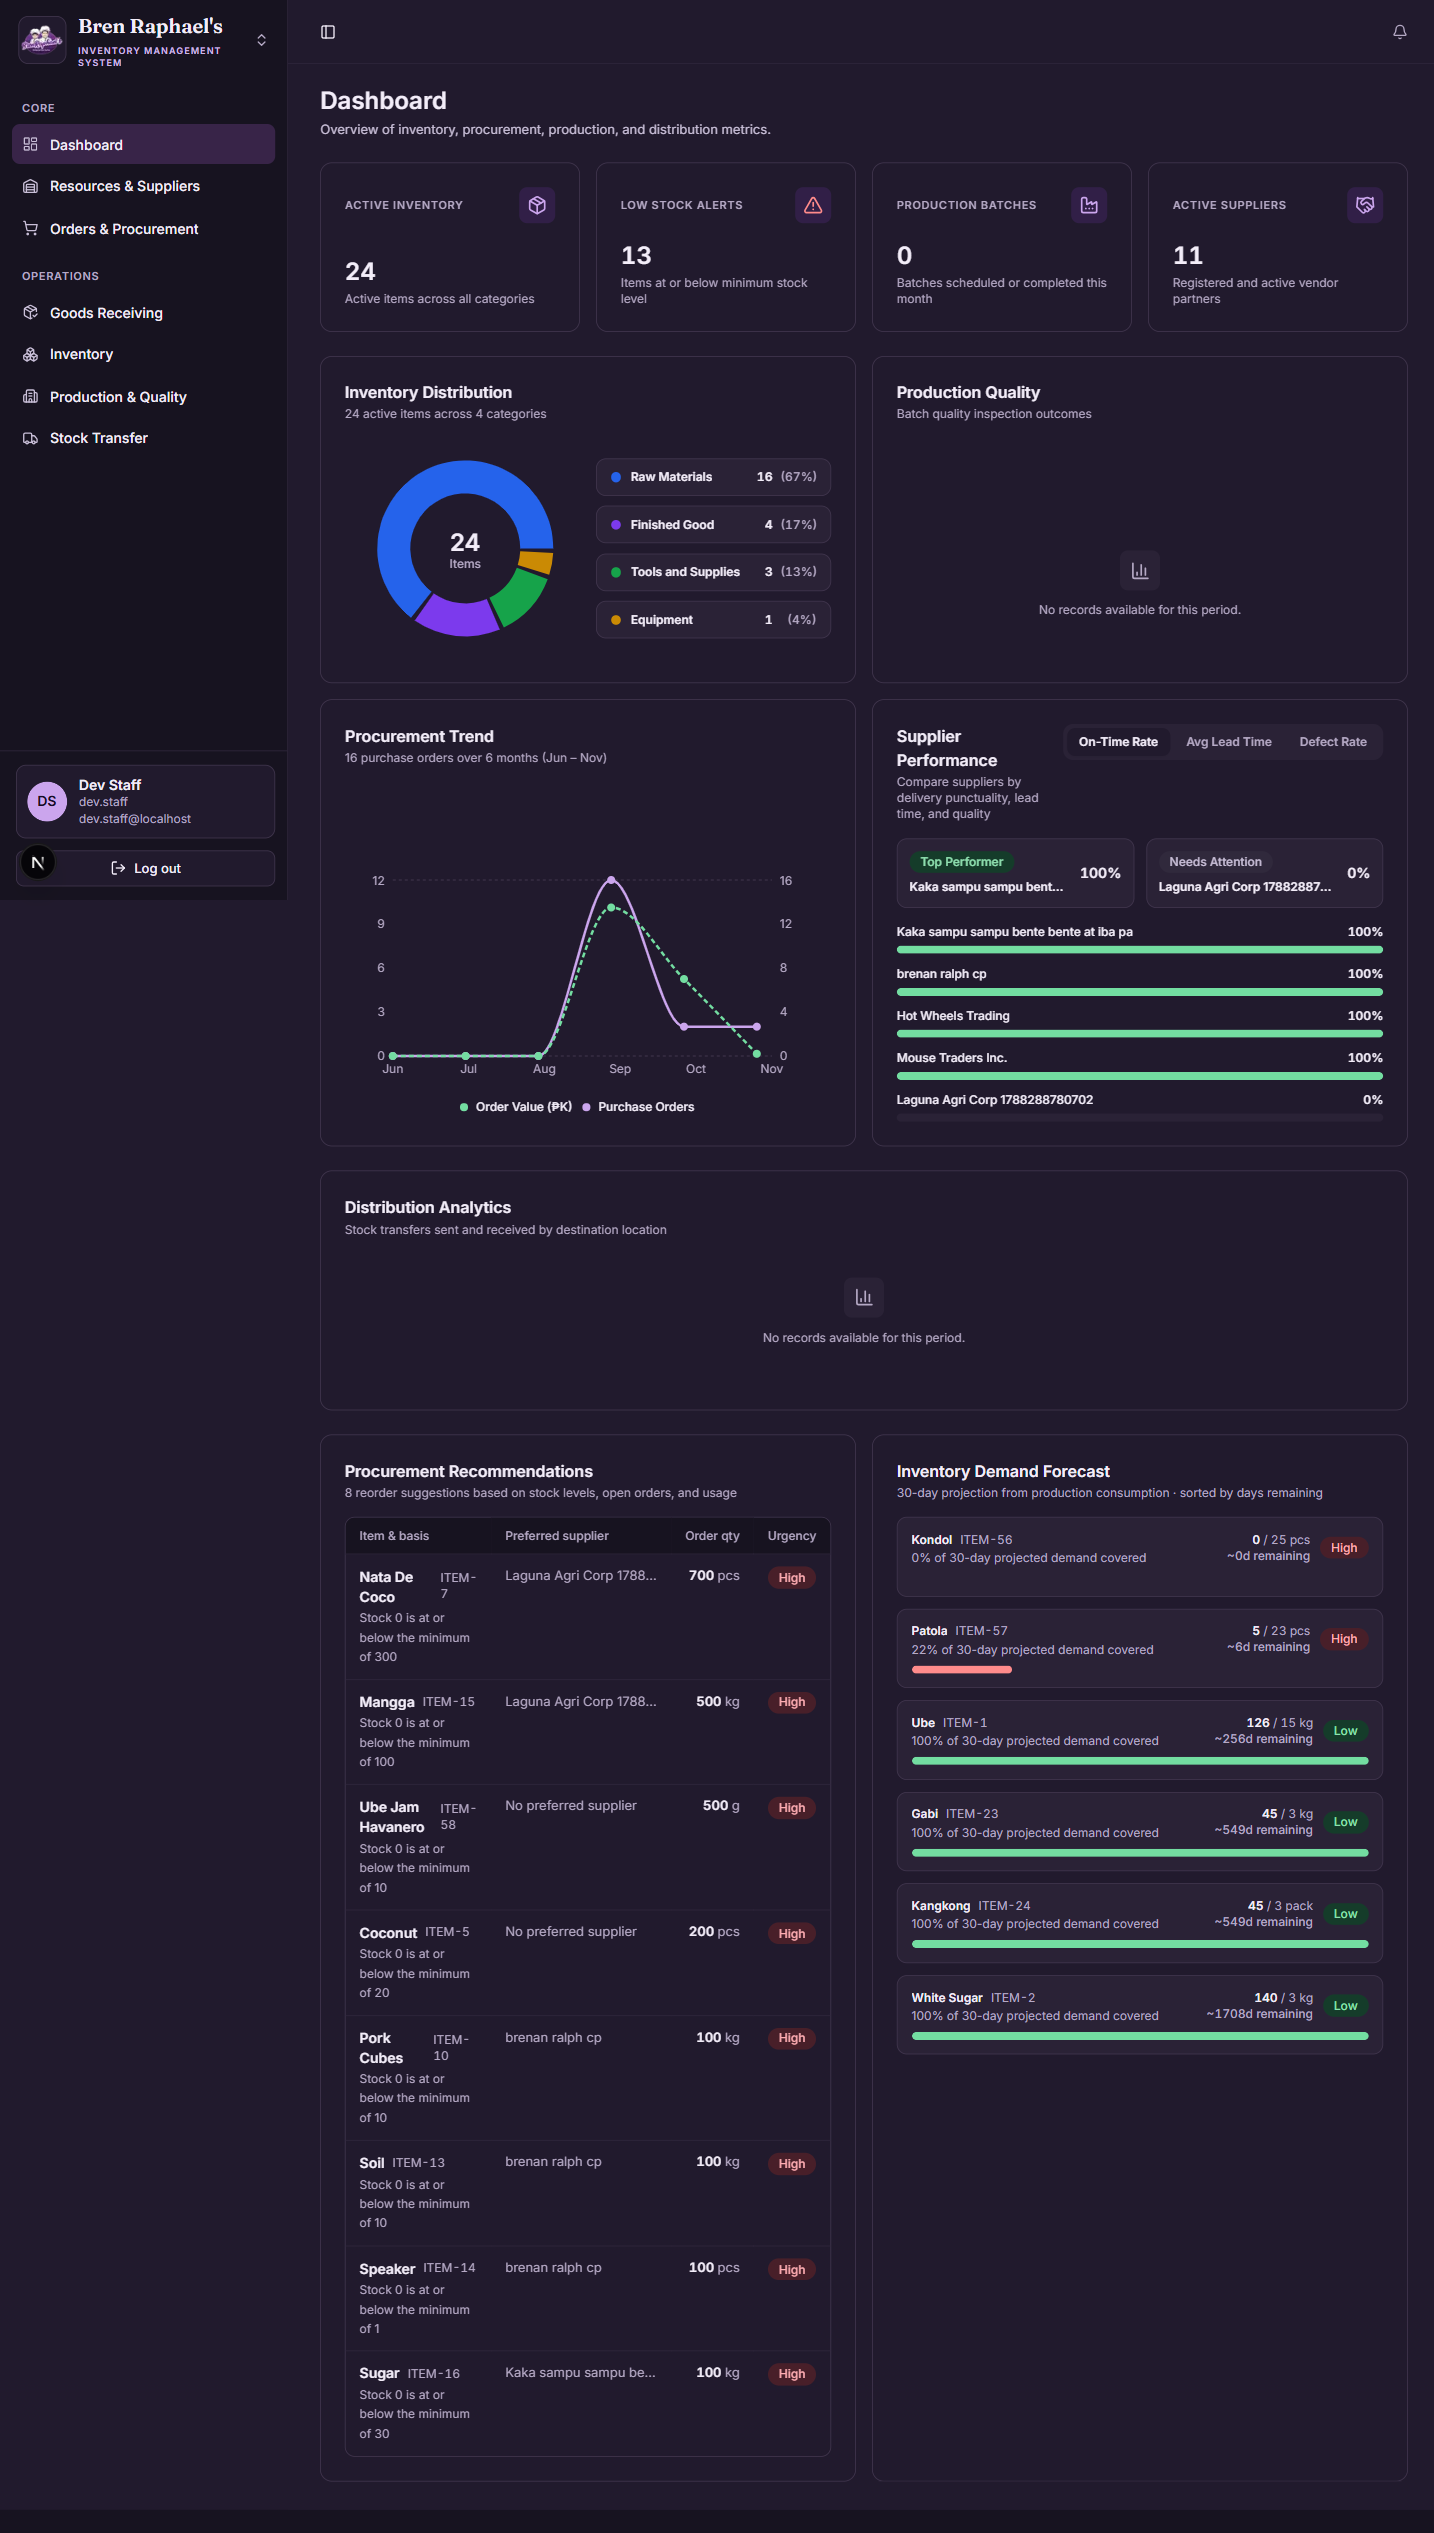 Bren Raphael's
INVENTORY MANAGEMENT
SYSTEM
CORE
Dashboard
Resources & Suppliers
Orders & Procurement
OPERATIONS
Goods Receiving
Inventory
Production & Quality
Stock Transfer
DS
Dev Staff
dev.staff
dev.staff@localhost
N
Log out
Dashboard
Overview of inventory, procurement, production, and distribution metrics.
ACTIVE INVENTORY
24
Active items across all categories
LOW STOCK ALERTS
13
Items at or below minimum stock
level
PRODUCTION BATCHES
0
Batches scheduled or completed this
month
ACTIVE SUPPLIERS
11
Registered and active vendor
partners
Inventory Distribution
24 active items across 4 categories
24
Items
Raw Materials 16 (67%)
Finished Good 4 (17%)
Tools and Supplies 3 (13%)
Equipment 1 (4%)
Production Quality
Batch quality inspection outcomes
No records available for this period.
Procurement Trend
16 purchase orders over 6 months (Jun – Nov)
12 16
9 12
6 8
3 4
0 0
Jun Jul Aug Sep Oct Nov
Order Value (₱K) Purchase Orders
Supplier
Performance
Compare suppliers by
delivery punctuality, lead
time, and quality
On-Time Rate Avg Lead Time Defect Rate
Top Performer
Kaka sampu sampu bent...
100%
Needs Attention
Laguna Agri Corp 17882887...
0%
Kaka sampu sampu bente bente at iba pa 100%
brenan ralph cp 100%
Hot Wheels Trading 100%
Mouse Traders Inc. 100%
Laguna Agri Corp 1788288780702 0%
Distribution Analytics
Stock transfers sent and received by destination location
No records available for this period.
Procurement Recommendations
8 reorder suggestions based on stock levels, open orders, and usage
Item & basis Preferred supplier Order qty Urgency
Nata De
Coco
ITEM-
7
Stock 0 is at or
below the minimum
of 300
Laguna Agri Corp 1788... 700 pcs High
Mangga ITEM-15 Laguna Agri Corp 1788... 500 kg High
Stock 0 is at or
below the minimum
of 100
Ube Jam
Havanero
ITEM-
58
Stock 0 is at or
below the minimum
of 10
No preferred supplier 500 g High
Coconut ITEM-5 No preferred supplier 200 pcs High
Stock 0 is at or
below the minimum
of 20
Pork
Cubes
ITEM-
10
Stock 0 is at or
below the minimum
of 10
brenan ralph cp 100 kg High
Soil ITEM-13 brenan ralph cp 100 kg High
Stock 0 is at or
below the minimum
of 10
Speaker ITEM-14 brenan ralph cp 100 pcs High
Stock 0 is at or
below the minimum
of 1
Sugar ITEM-16 Kaka sampu sampu be... 100 kg High
Stock 0 is at or
below the minimum
of 30
Inventory Demand Forecast
30-day projection from production consumption · sorted by days remaining
Kondol ITEM-56 0 / 25 pcs High
0% of 30-day projected demand covered ~0d remaining
Patola ITEM-57 5 / 23 pcs High
22% of 30-day projected demand covered ~6d remaining
Ube ITEM-1 126 / 15 kg Low
100% of 30-day projected demand covered ~256d remaining
Gabi ITEM-23 45 / 3 kg Low
100% of 30-day projected demand covered ~549d remaining
Kangkong ITEM-24 45 / 3 pack Low
100% of 30-day projected demand covered ~549d remaining
White Sugar ITEM-2 140 / 3 kg Low
100% of 30-day projected demand covered ~1708d remaining